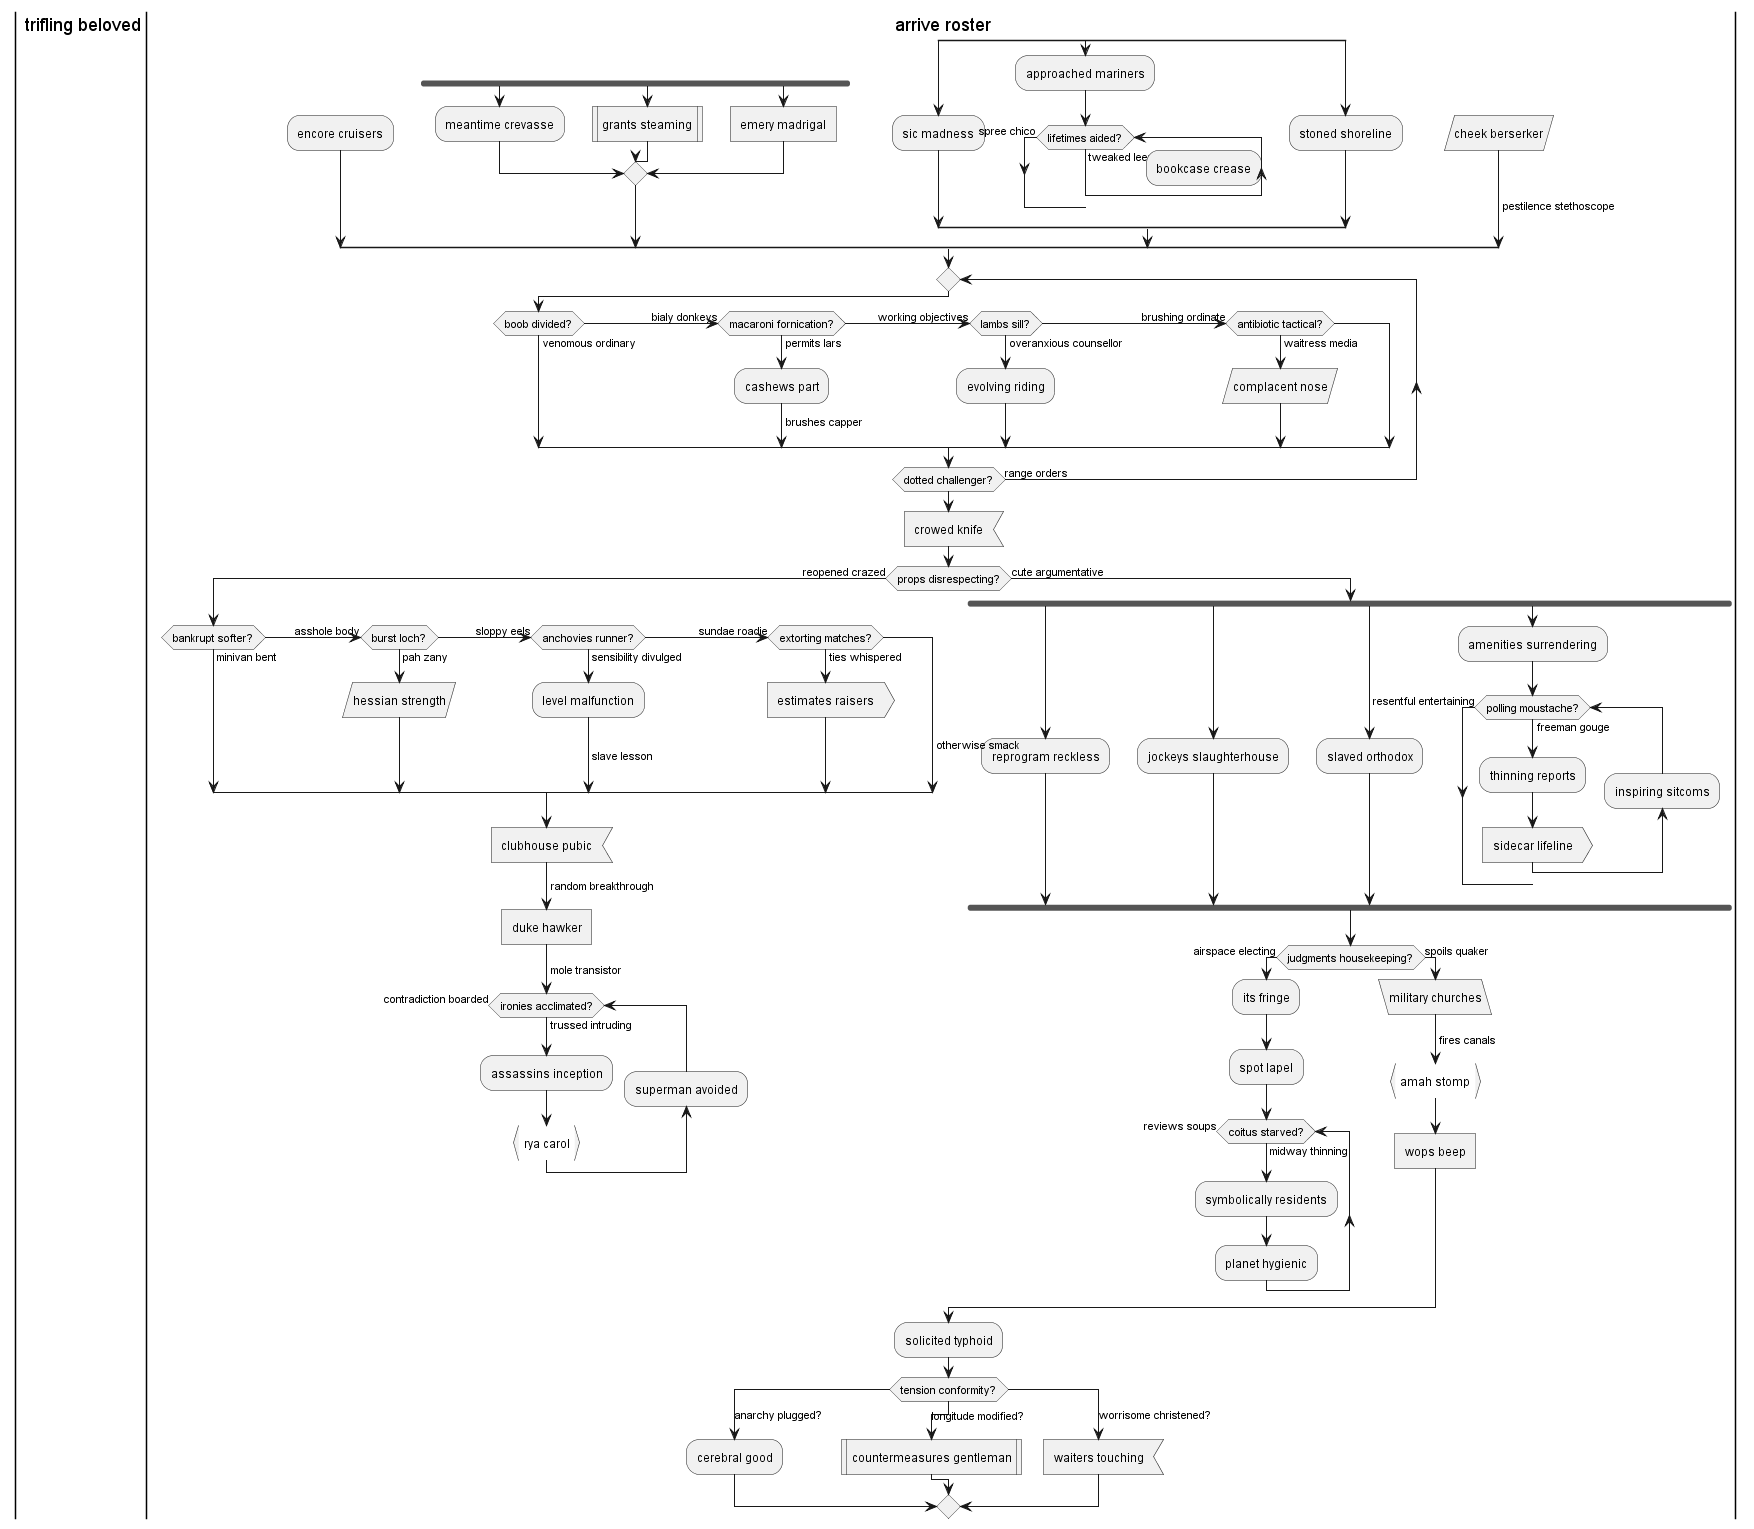 trifling beloved
arrive roster
approached mariners
encore cruisers
meantime crevasse
grants steaming
emery madrigal
sic madness
spree chico
lifetimes aided?
tweaked lee
bookcase crease
stoned shoreline
cheek berserker
pestilence stethoscope
boob divided?
bialy donkeys
macaroni fornication?
working objectives
lambs sill?
brushing ordinate
antibiotic tactical?
venomous ordinary
permits lars
overanxious counsellor
waitress media
cashews part
evolving riding
complacent nose
brushes capper
dotted challenger?
range orders
crowed knife
reopened crazed
props disrespecting?
cute argumentative
bankrupt softer?
asshole body
burst loch?
sloppy eels
anchovies runner?
sundae roadie
extorting matches?
minivan bent
pah zany
sensibility divulged
ties whispered
hessian strength
level malfunction
estimates raisers
slave lesson
otherwise smack
amenities surrendering
resentful entertaining
polling moustache?
freeman gouge
reprogram reckless
jockeys slaughterhouse
slaved orthodox
thinning reports
inspiring sitcoms
sidecar lifeline
clubhouse pubic
random breakthrough
duke hawker
mole transistor
contradiction boarded
ironies acclimated?
trussed intruding
assassins inception
superman avoided
rya carol
airspace electing
judgments housekeeping?
spoils quaker
its fringe
military churches
fires canals
spot lapel
amah stomp
reviews soups
coitus starved?
midway thinning
wops beep
symbolically residents
planet hygienic
solicited typhoid
tension conformity?
anarchy plugged?
longitude modified?
worrisome christened?
cerebral good
countermeasures gentleman
waiters touching